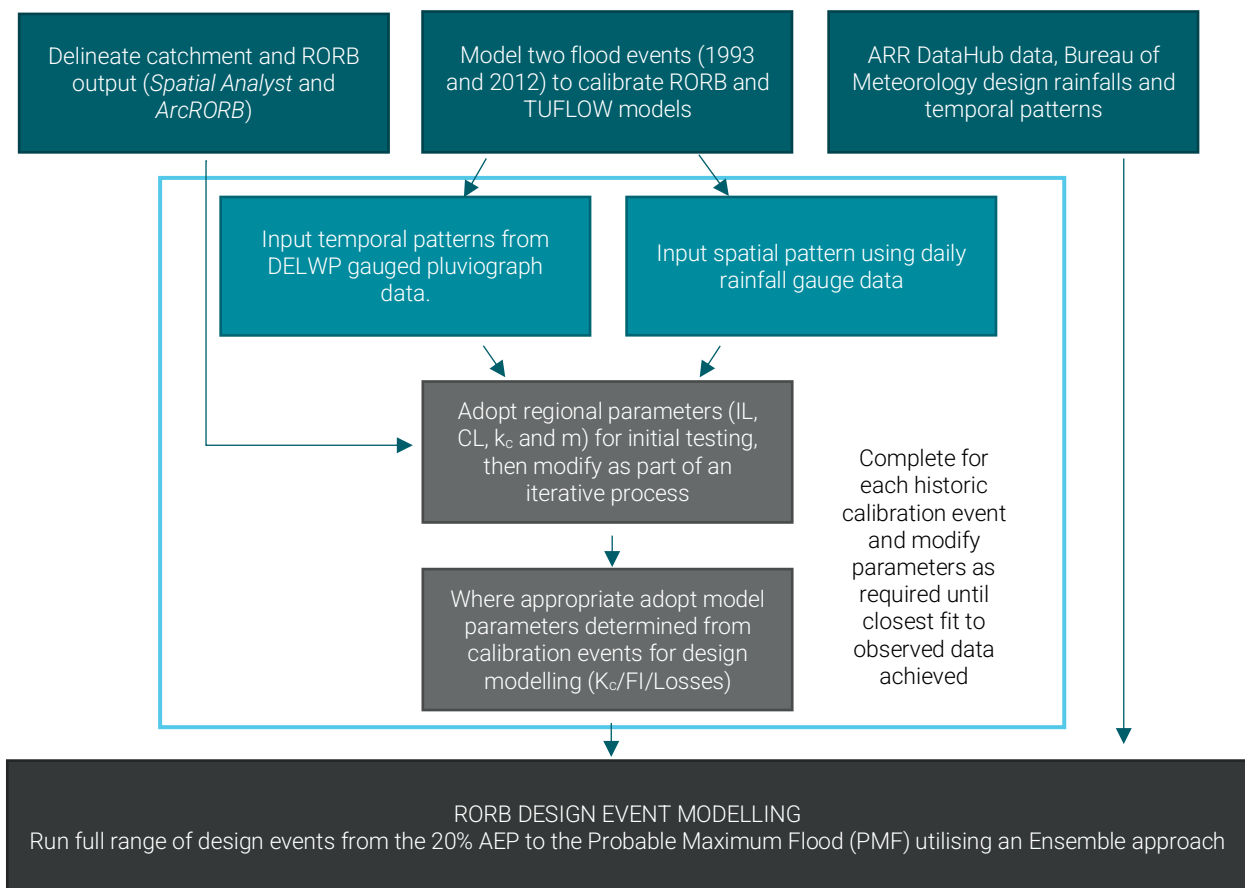 Delineate catchment and RORB
output (Spatial Analyst and
ArcRORB)
Model two flood events (1993
and 2012) to calibrate RORB and
TUFLOW models
ARR DataHub data, Bureau of
Meteorology design rainfalls and
temporal patterns
Input temporal patterns from
DELWP gauged pluviograph
data.
Input spatial pattern using daily
rainfall gauge data
Adopt regional parameters (IL,
CL, kc and m) for initial testing,
then modify as part of an
iterative process
Complete for
each historic
calibration event
and modify
parameters as
required until
closest fit to
observed data
achieved
Where appropriate adopt model
parameters determined from
calibration events for design
modelling (Kc/FI/Losses)
RORB DESIGN EVENT MODELLING
Run full range of design events from the 20% AEP to the Probable Maximum Flood (PMF) utilising an Ensemble approach